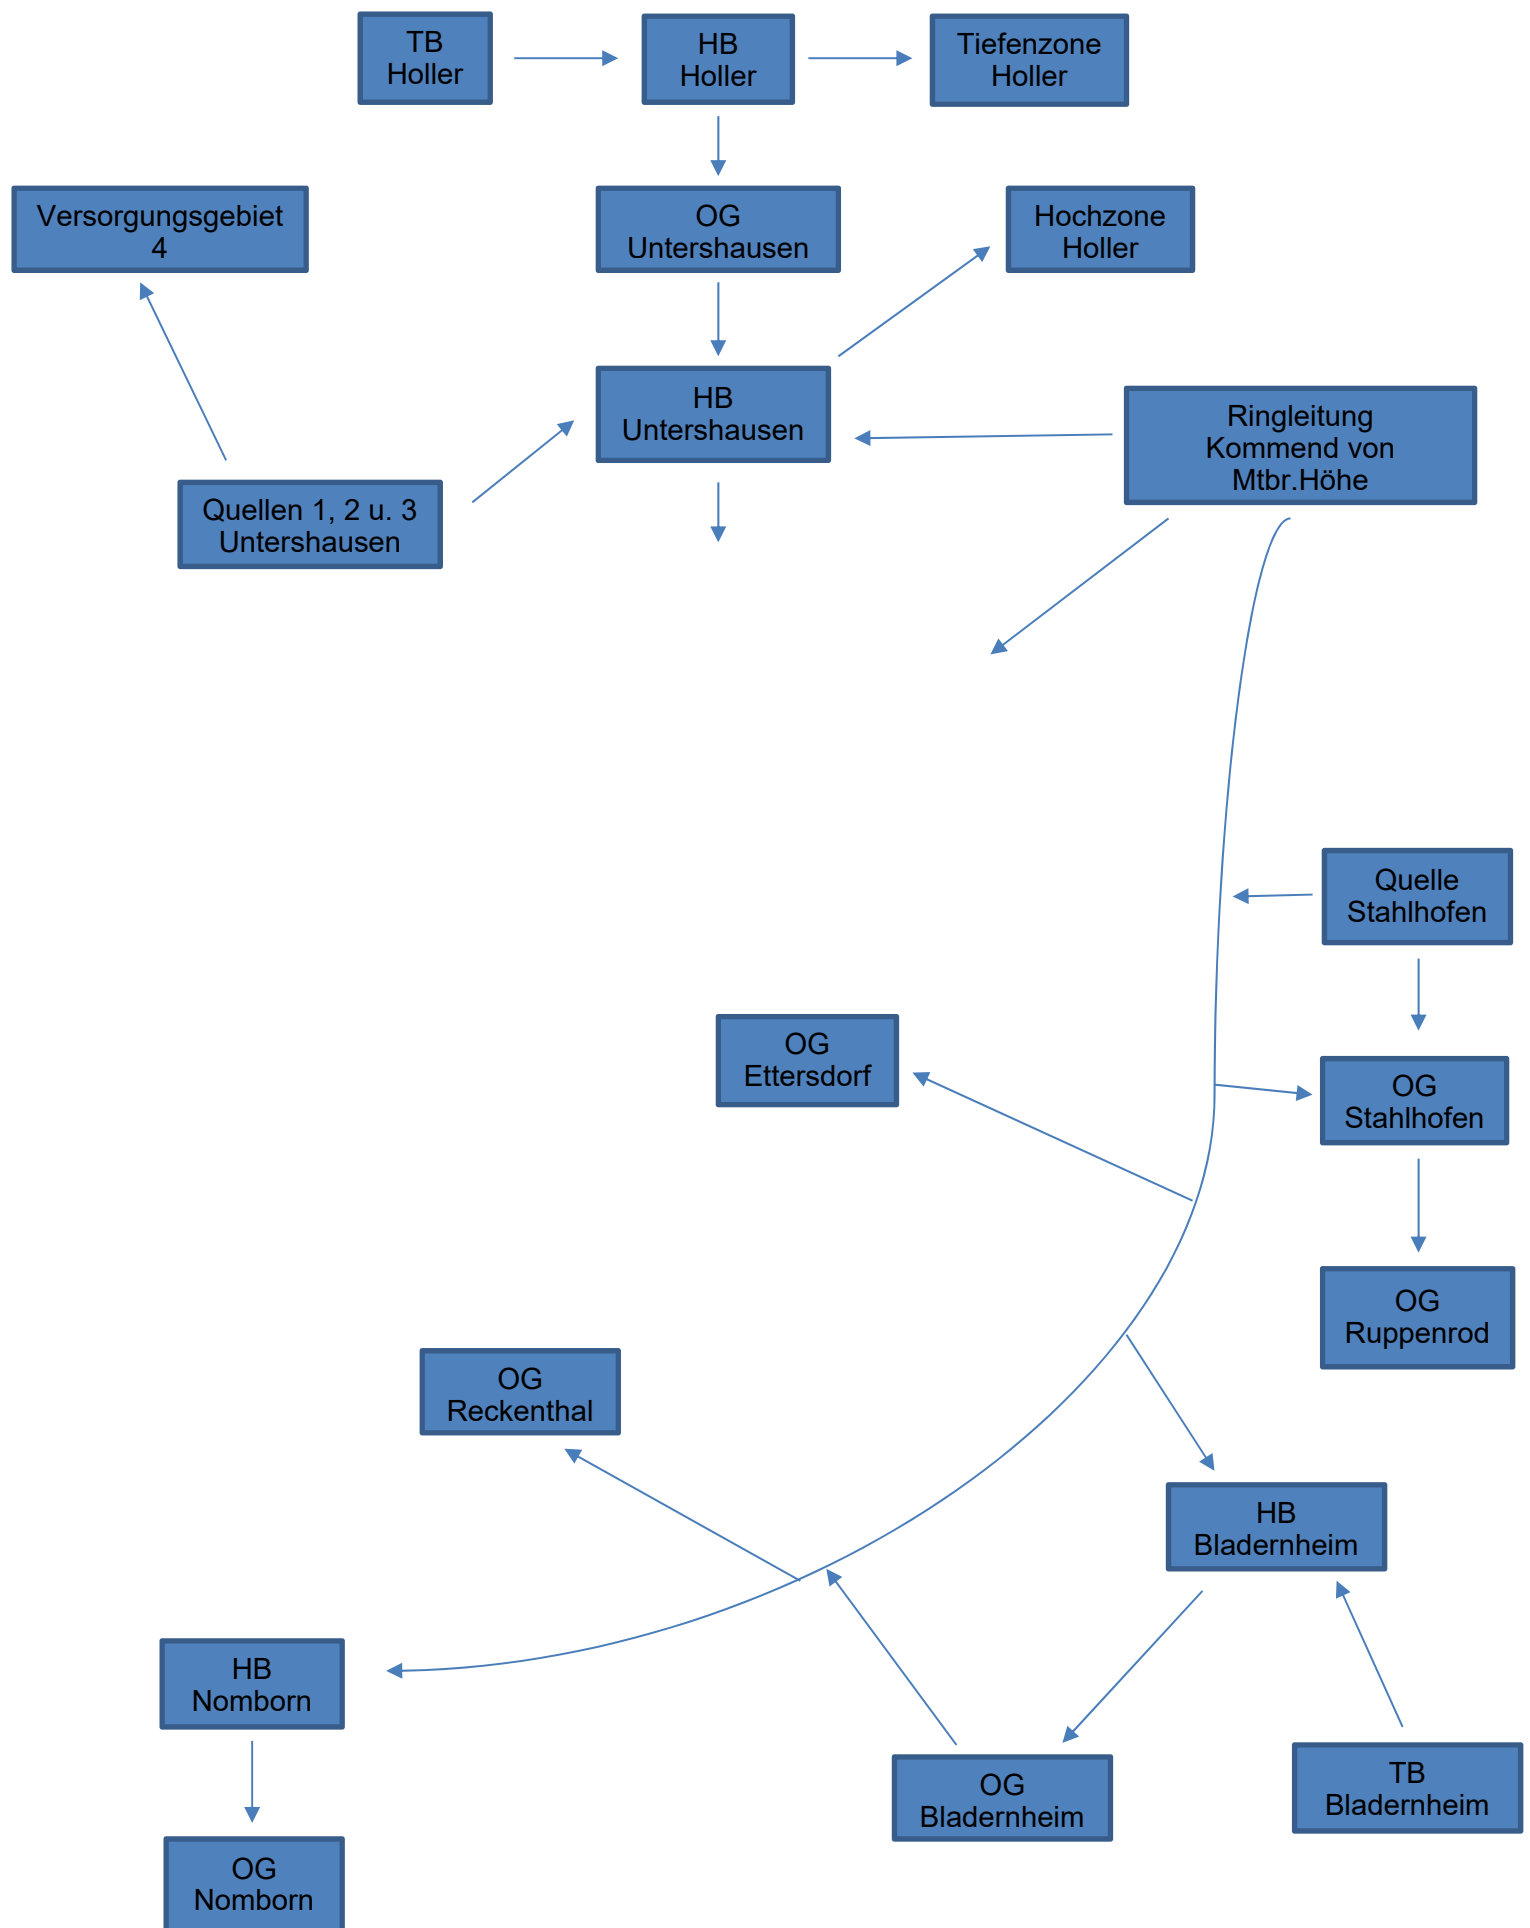 TB
Holler
HB
Holler
Tiefenzone
Holler
Versorgungsgebiet
4
OG
Untershausen
Hochzone
Holler
HB
Untershausen
Ringleitung
Kommend von
Mtbr.Höhe
Quellen 1, 2 u. 3
Untershausen
Quelle
Stahlhofen
OG
Ettersdorf
OG
Stahlhofen
OG
Ruppenrod
OG
Reckenthal
HB
Bladernheim
HB
Nomborn
OG
Bladernheim
TB
Bladernheim
OG
Nomborn